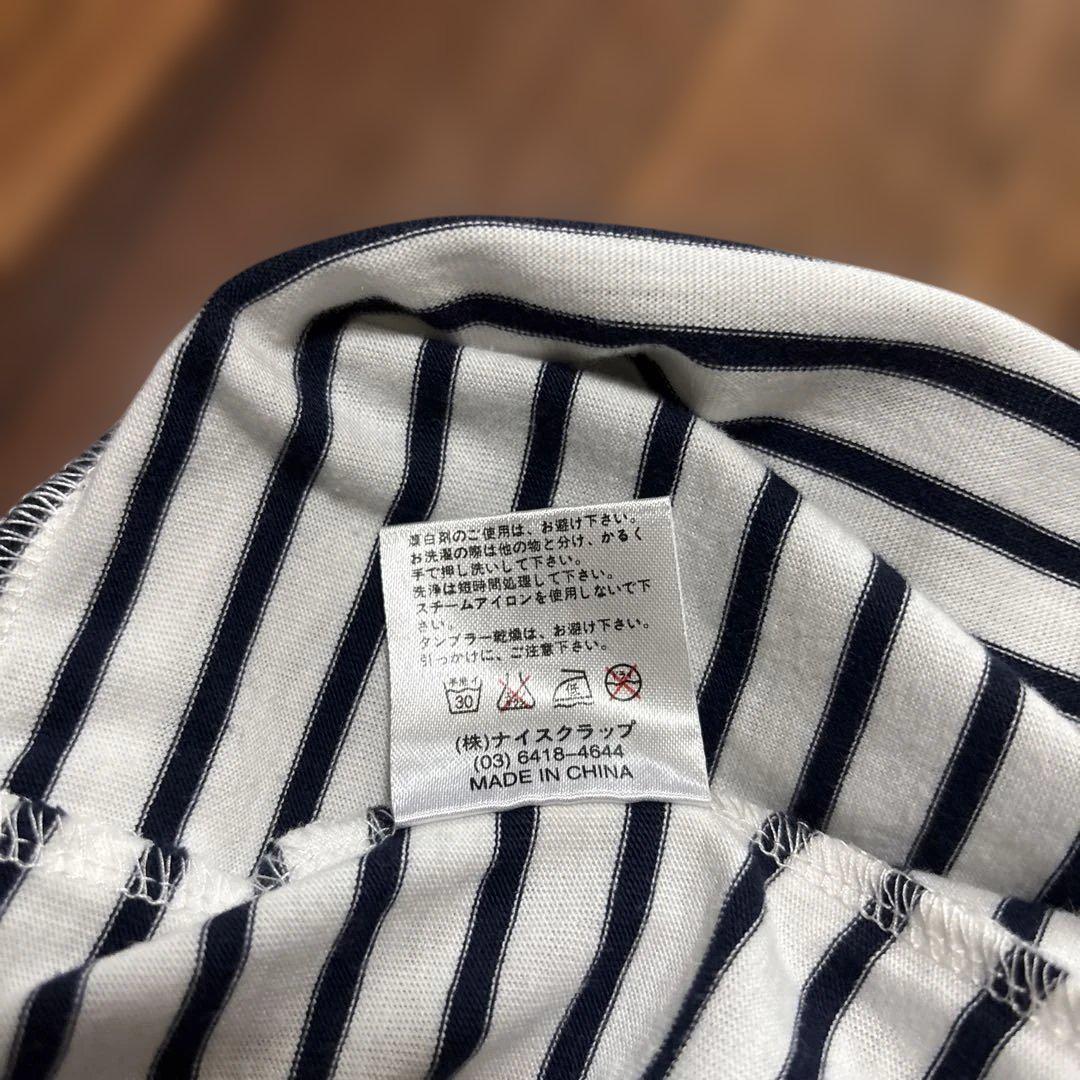 漂白剤のご使用は、お避け下さい。
お洗濯の際は他の物と分け、かるく
手で押し洗いして下さい。
洗浄は短時間処理して下さい。
スチームアイロンを使用しないで下
さい。
タンブラー乾燥は、お避け下さい。
引っかけに、ご注意下さい。
手洗イ
30
低
(株)ナイスクラップ
(03) 6418-4644
MADE IN CHINA